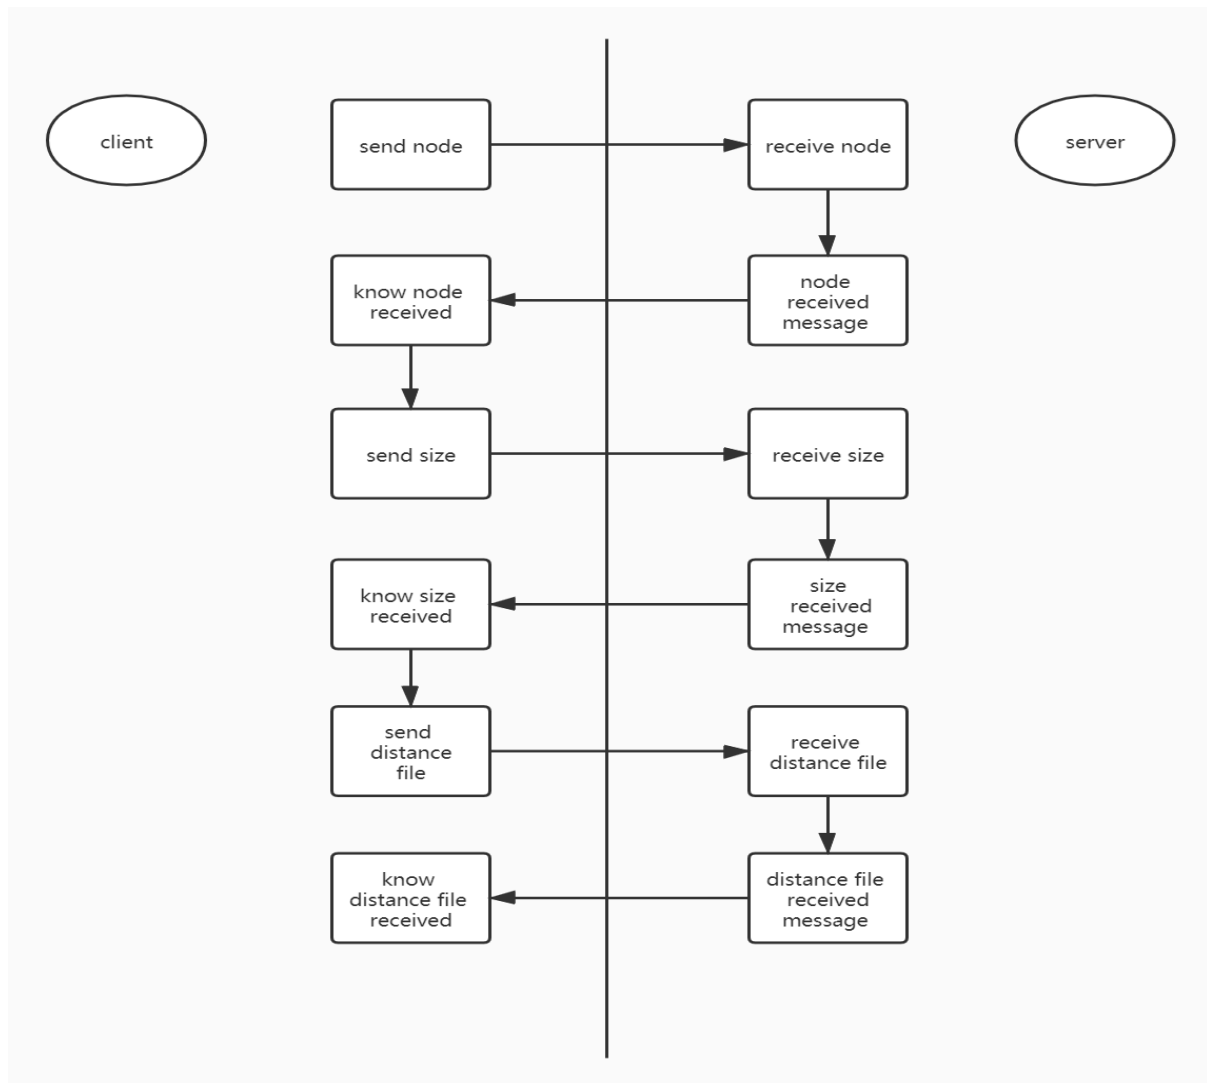 client
send node
receive node
server
know node
received
node
received
message
send size
receive size
know size
received
size
received
message
send
distance
file
receive
distance file
know
distance file
received
distance file
received
message